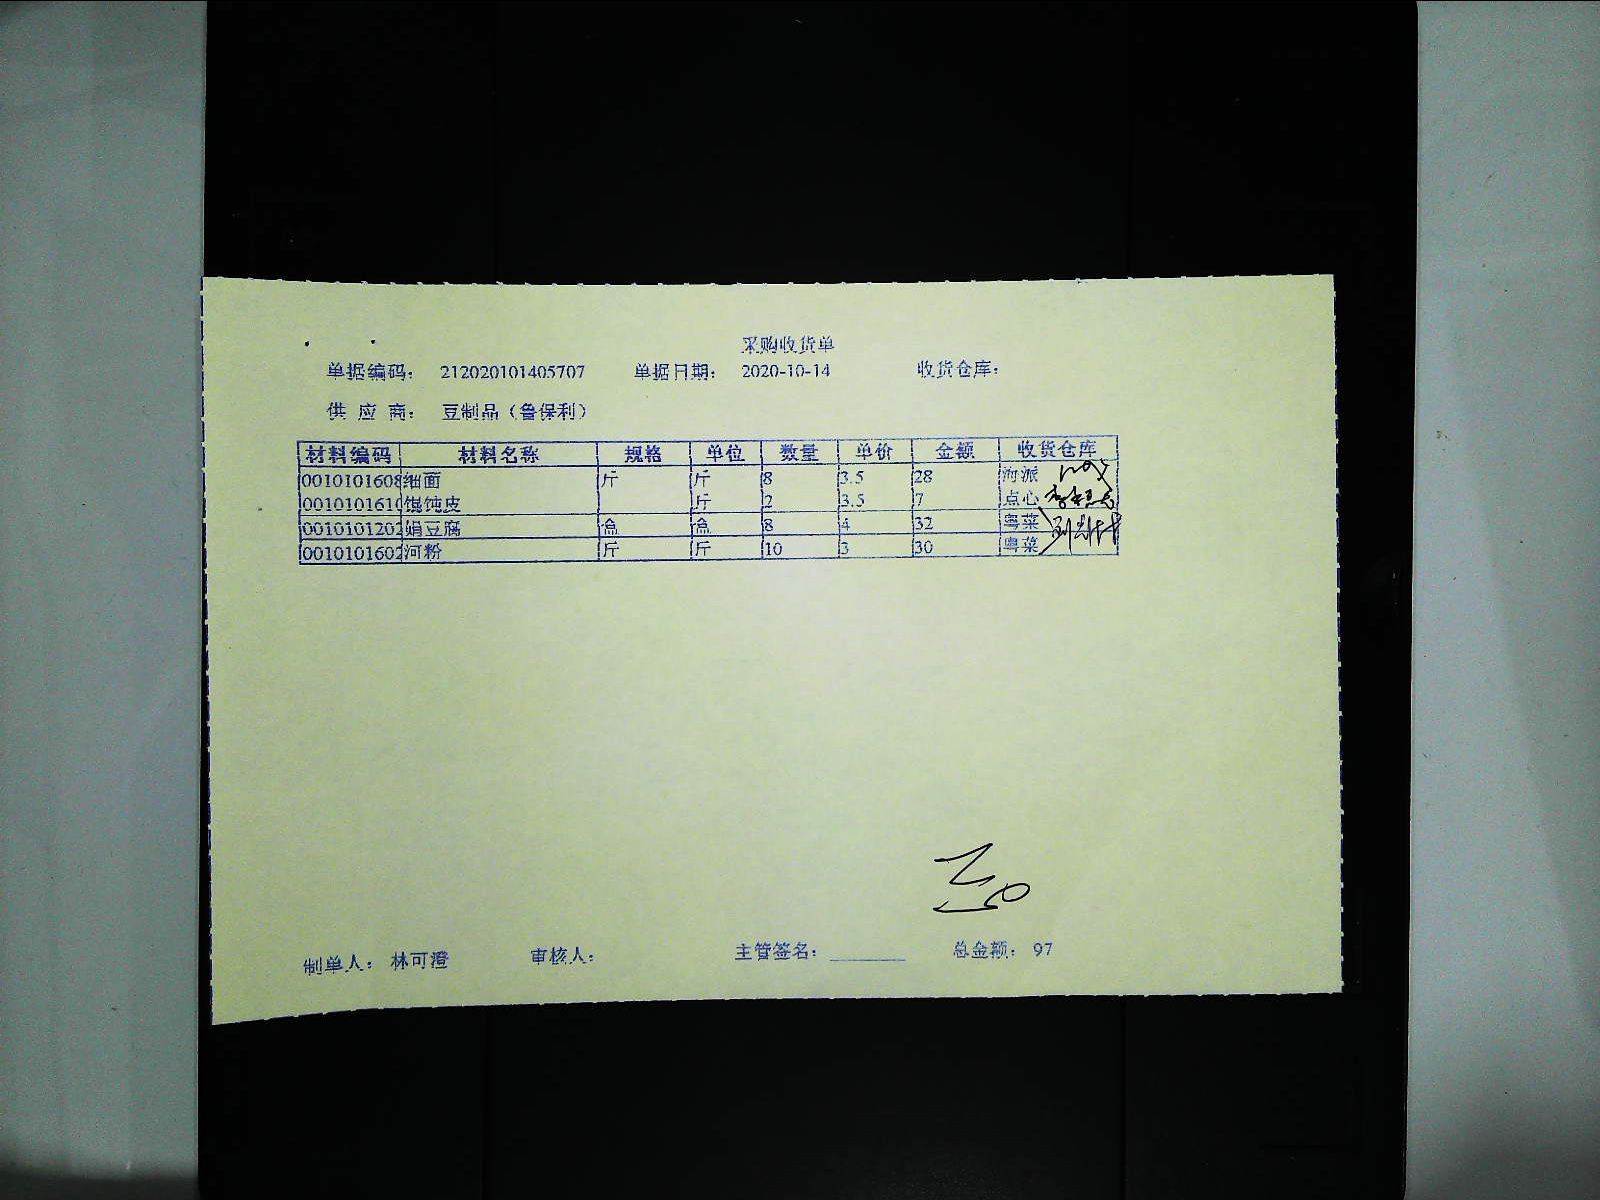 采购收货单
单据编码： 212020101405707 单据日期： 2020-10-14 收货仓库：
供 应 商： 豆制品（鲁保利）
材料编码 材料名称 规格 单位 数量 单价 金额 收货仓库
0010101608 细面 斤 斤 8 3.5 28 海派
0010101610 馄饨皮 斤 2 3.5 7 点心
0010101202 娟豆腐 盒 盒 8 4 32 粤菜
0010101602 河粉 斤 斤 10 3 30 粤菜
制单人： 林可澄 审核人： 主管签名： 总金额： 97